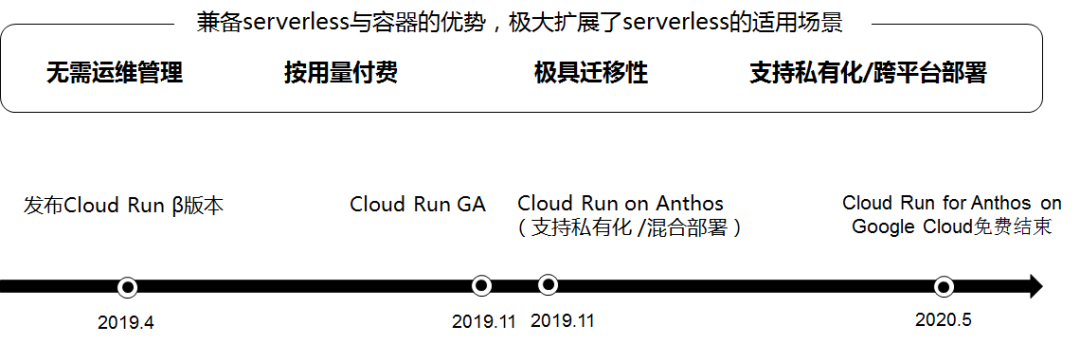 兼备serverless与容器的优势，极大扩展了serverless的适用场景
无需运维管理 按用量付费 极具迁移性 支持私有化/跨平台部署
发布Cloud Run β版本
Cloud Run GA
Cloud Run on Anthos
（支持私有化 /混合部署）
Cloud Run for Anthos on
Google Cloud免费结束
2019.4 2019.11 2019.11 2020.5